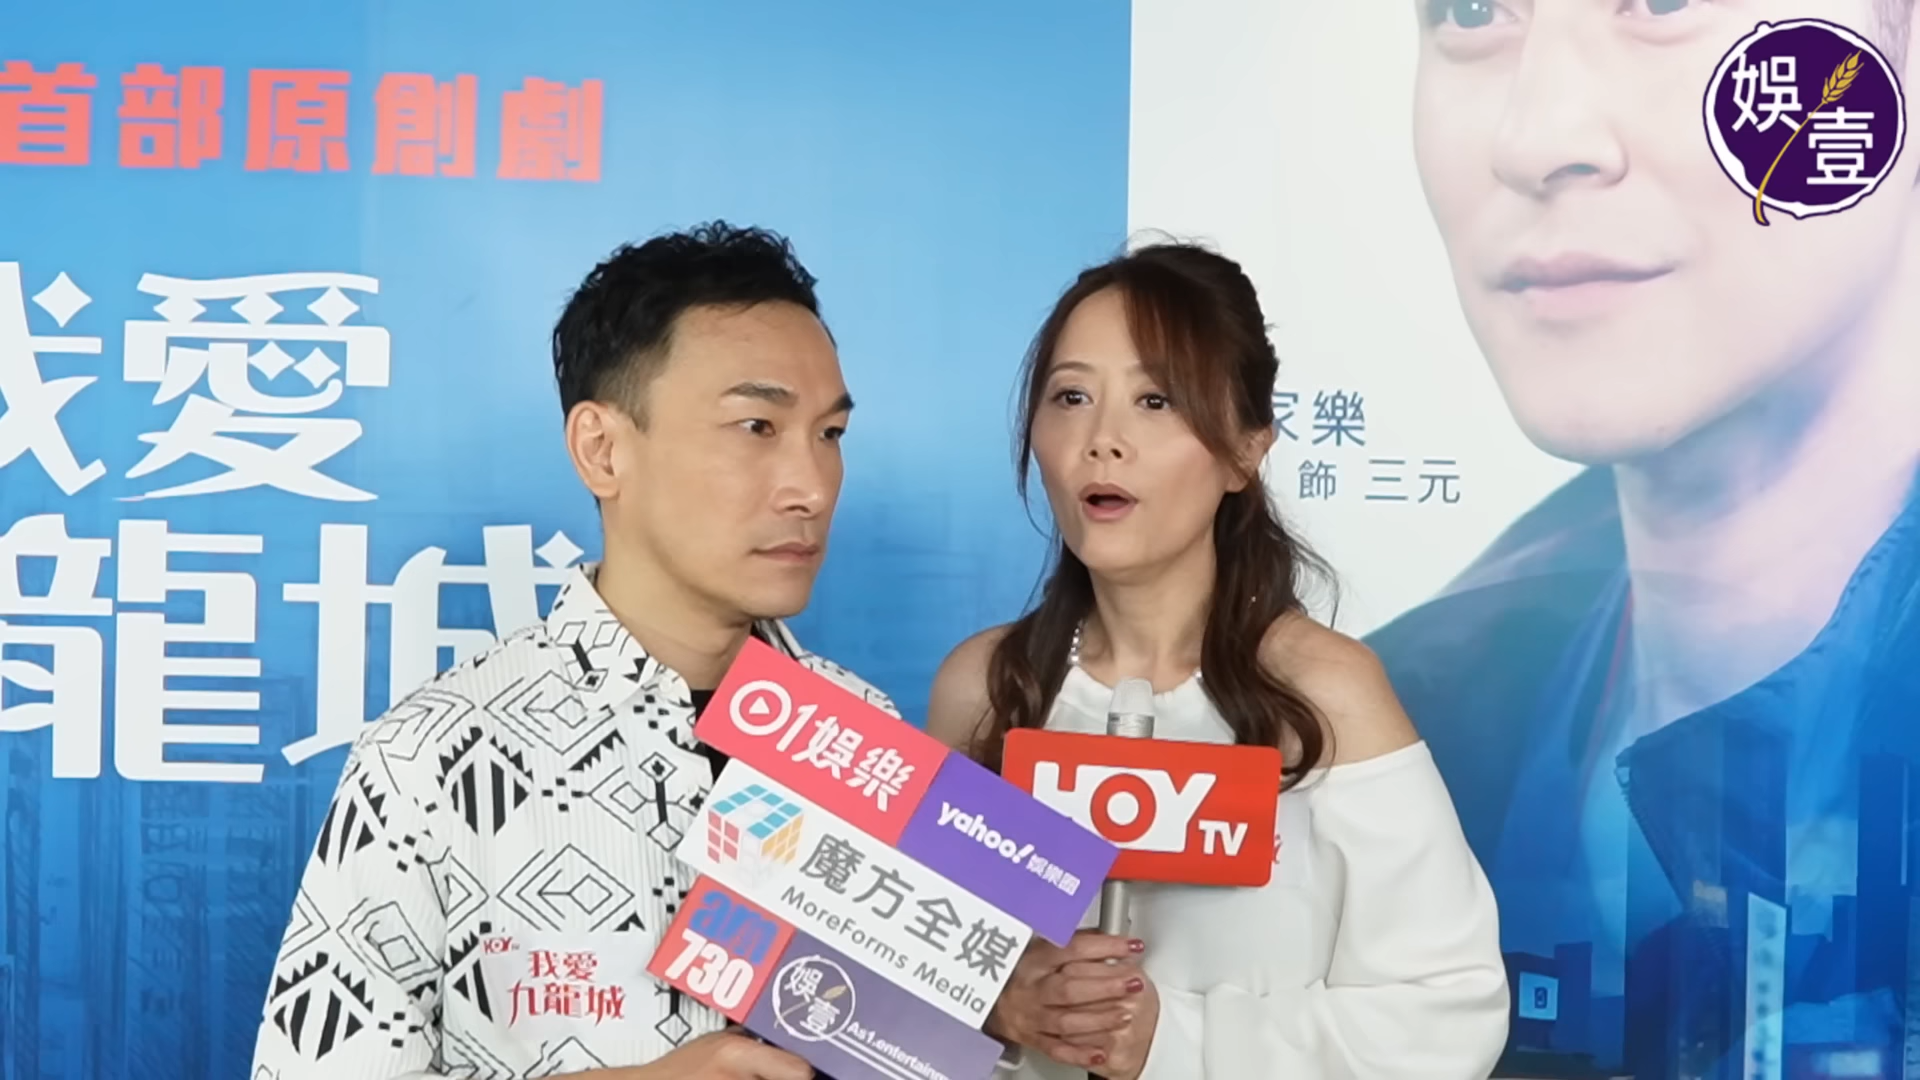 首部原創劇
我愛
龍城
家樂
飾 三元
娛壹
01娛樂
yahoo! 娛樂圈
HOY TV
魔方全媒
MoreForms Media
am
730
娛壹
HOY TV
我愛
九龍城